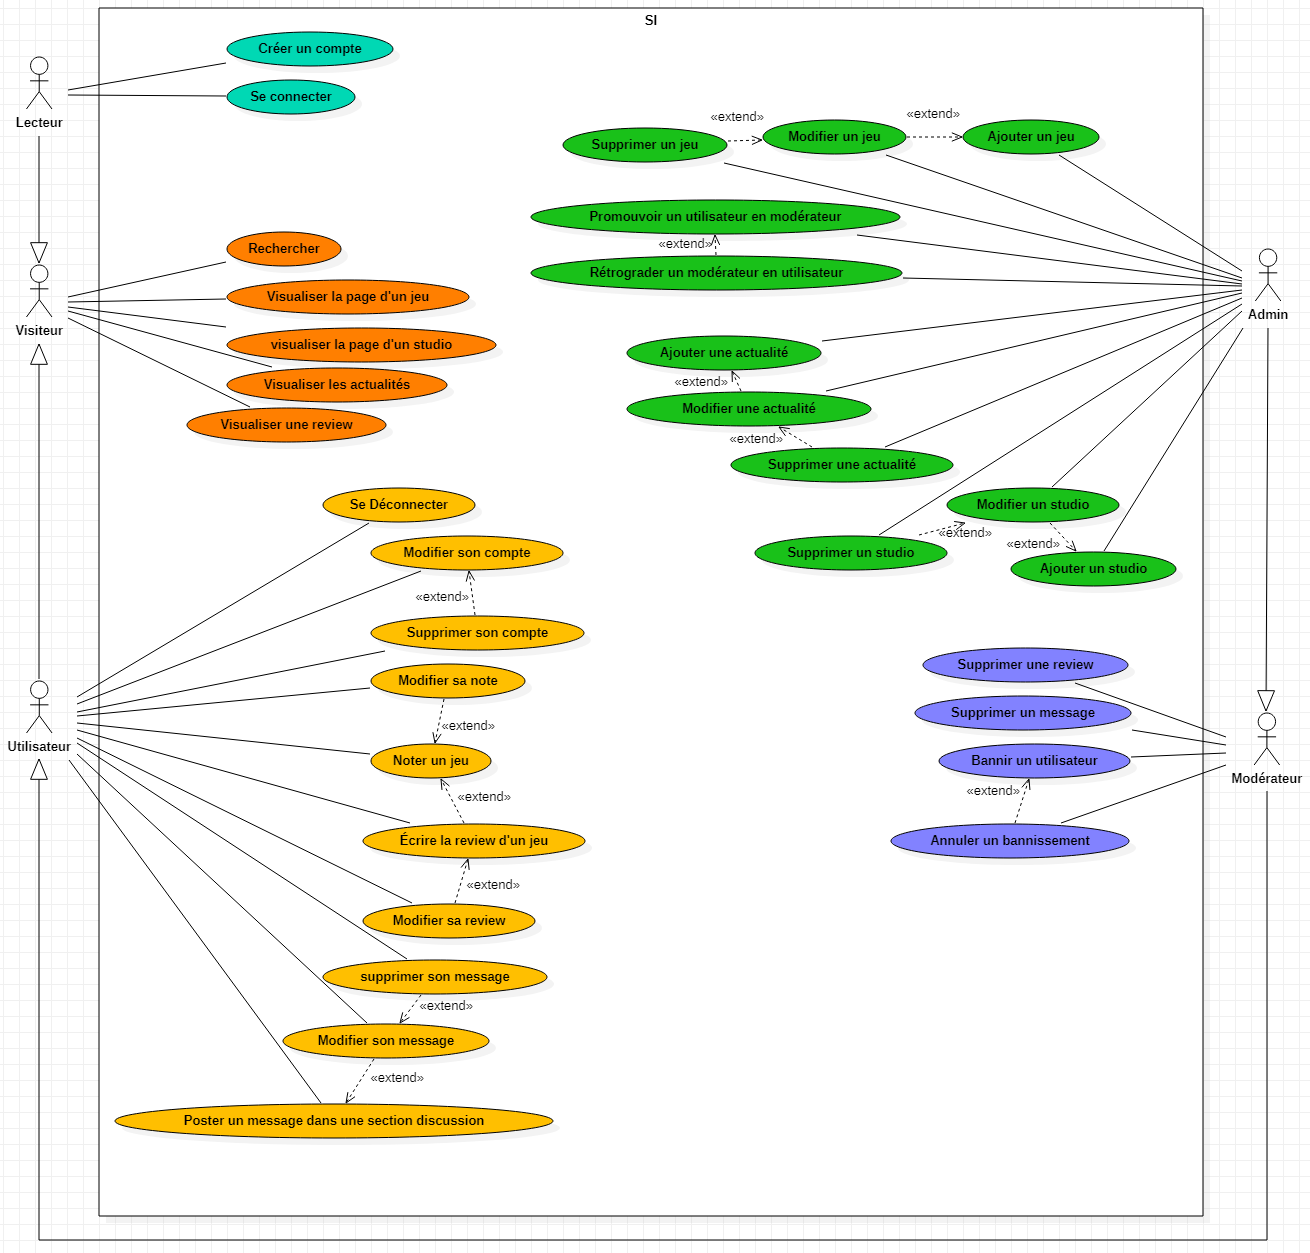 SI
Créer un compte
Se connecter
Lecteur
«extend»
«extend»
Supprimer un jeu
Modifier un jeu
Ajouter un jeu
Promouvoir un utilisateur en modérateur
«extend»
Rétrograder un modérateur en utilisateur
Rechercher
Visualiser la page d'un jeu
visualiser la page d'un studio
Visualiser les actualités
Visualiser une review
Visiteur
Admin
Ajouter une actualité
«extend»
Modifier une actualité
«extend»
Supprimer une actualité
Modifier un studio
«extend»
«extend»
Supprimer un studio
Ajouter un studio
Se Déconnecter
Modifier son compte
«extend»
Supprimer son compte
Modifier sa note
«extend»
Noter un jeu
«extend»
Écrire la review d'un jeu
«extend»
Modifier sa review
supprimer son message
«extend»
Modifier son message
«extend»
Poster un message dans une section discussion
Utilisateur
Supprimer une review
Supprimer un message
Bannir un utilisateur
«extend»
Annuler un bannissement
Modérateur